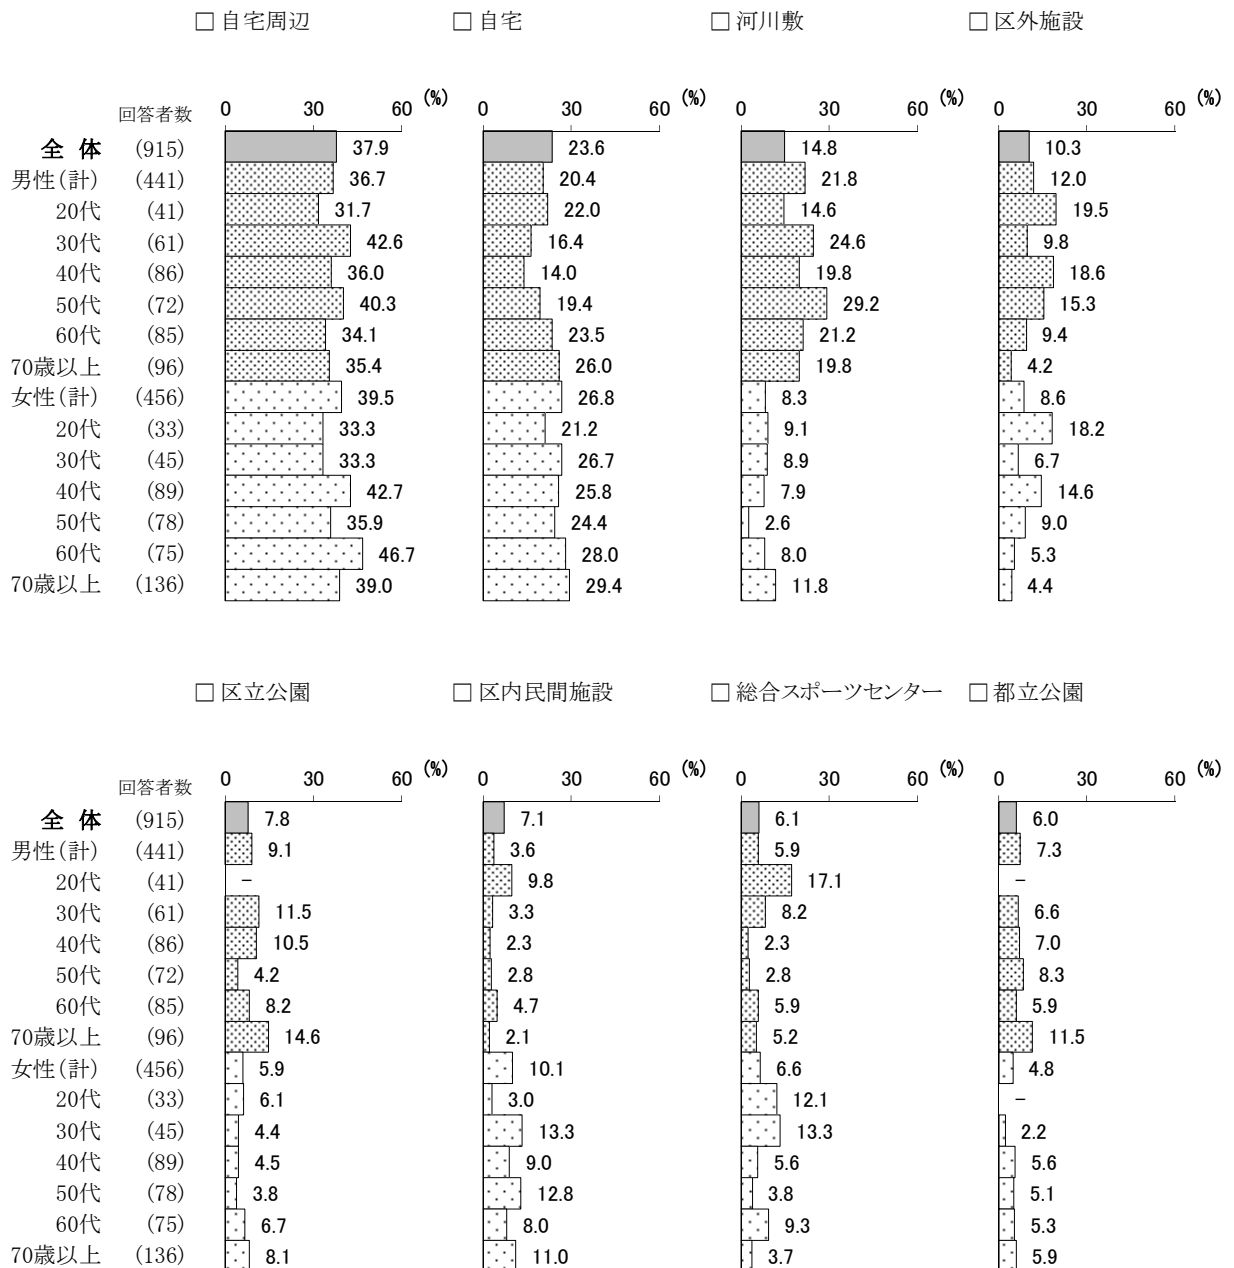 □ 自宅周辺 □ 自宅 □ 河川敷 □ 区外施設
回答者数 0 30 60 (%) 0 30 60 (%) 0 30 60 (%) 0 30 60 (%)
全 体 (915) 37.9 23.6 14.8 10.3
男性(計) (441) 36.7 20.4 21.8 12.0
20代 (41) 31.7 22.0 14.6 19.5
30代 (61) 42.6 16.4 24.6 9.8
40代 (86) 36.0 14.0 19.8 18.6
50代 (72) 40.3 19.4 29.2 15.3
60代 (85) 34.1 23.5 21.2 9.4
70歳以上 (96) 35.4 26.0 19.8 4.2
女性(計) (456) 39.5 26.8 8.3 8.6
20代 (33) 33.3 21.2 9.1 18.2
30代 (45) 33.3 26.7 8.9 6.7
40代 (89) 42.7 25.8 7.9 14.6
50代 (78) 35.9 24.4 2.6 9.0
60代 (75) 46.7 28.0 8.0 5.3
70歳以上 (136) 39.0 29.4 11.8 4.4
□ 区立公園 □ 区内民間施設 □ 総合スポーツセンター □ 都立公園
回答者数 0 30 60 (%) 0 30 60 (%) 0 30 60 (%) 0 30 60 (%)
全 体 (915) 7.8 7.1 6.1 6.0
男性(計) (441) 9.1 3.6 5.9 7.3
20代 (41) － 9.8 17.1 －
30代 (61) 11.5 3.3 8.2 6.6
40代 (86) 10.5 2.3 2.3 7.0
50代 (72) 4.2 2.8 2.8 8.3
60代 (85) 8.2 4.7 5.9 5.9
70歳以上 (96) 14.6 2.1 5.2 11.5
女性(計) (456) 5.9 10.1 6.6 4.8
20代 (33) 6.1 3.0 12.1 －
30代 (45) 4.4 13.3 13.3 2.2
40代 (89) 4.5 9.0 5.6 5.6
50代 (78) 3.8 12.8 3.8 5.1
60代 (75) 6.7 8.0 9.3 5.3
70歳以上 (136) 8.1 11.0 3.7 5.9